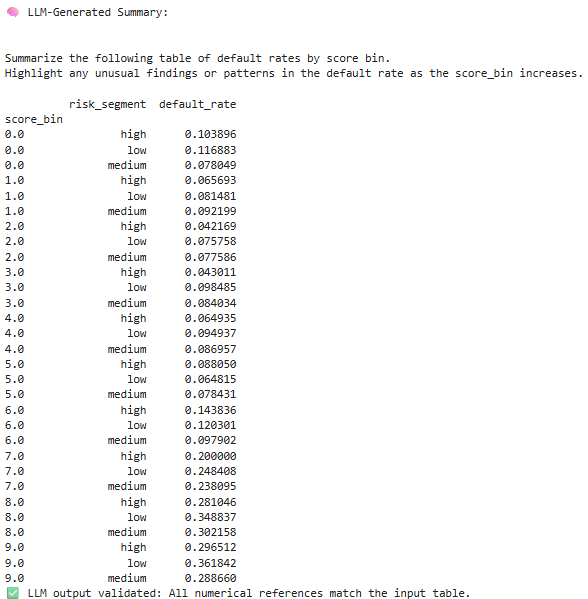 🧠 LLM-Generated Summary:
Summarize the following table of default rates by score bin.
Highlight any unusual findings or patterns in the default rate as the score_bin increases.
risk_segment default_rate
score_bin
0.0 high 0.103896
0.0 low 0.116883
0.0 medium 0.078049
1.0 high 0.065693
1.0 low 0.081481
1.0 medium 0.092199
2.0 high 0.042169
2.0 low 0.075758
2.0 medium 0.077586
3.0 high 0.043011
3.0 low 0.098485
3.0 medium 0.084034
4.0 high 0.064935
4.0 low 0.094937
4.0 medium 0.086957
5.0 high 0.088050
5.0 low 0.064815
5.0 medium 0.078431
6.0 high 0.143836
6.0 low 0.120301
6.0 medium 0.097902
7.0 high 0.200000
7.0 low 0.248408
7.0 medium 0.238095
8.0 high 0.281046
8.0 low 0.348837
8.0 medium 0.302158
9.0 high 0.296512
9.0 low 0.361842
9.0 medium 0.288660
✅ LLM output validated: All numerical references match the input table.